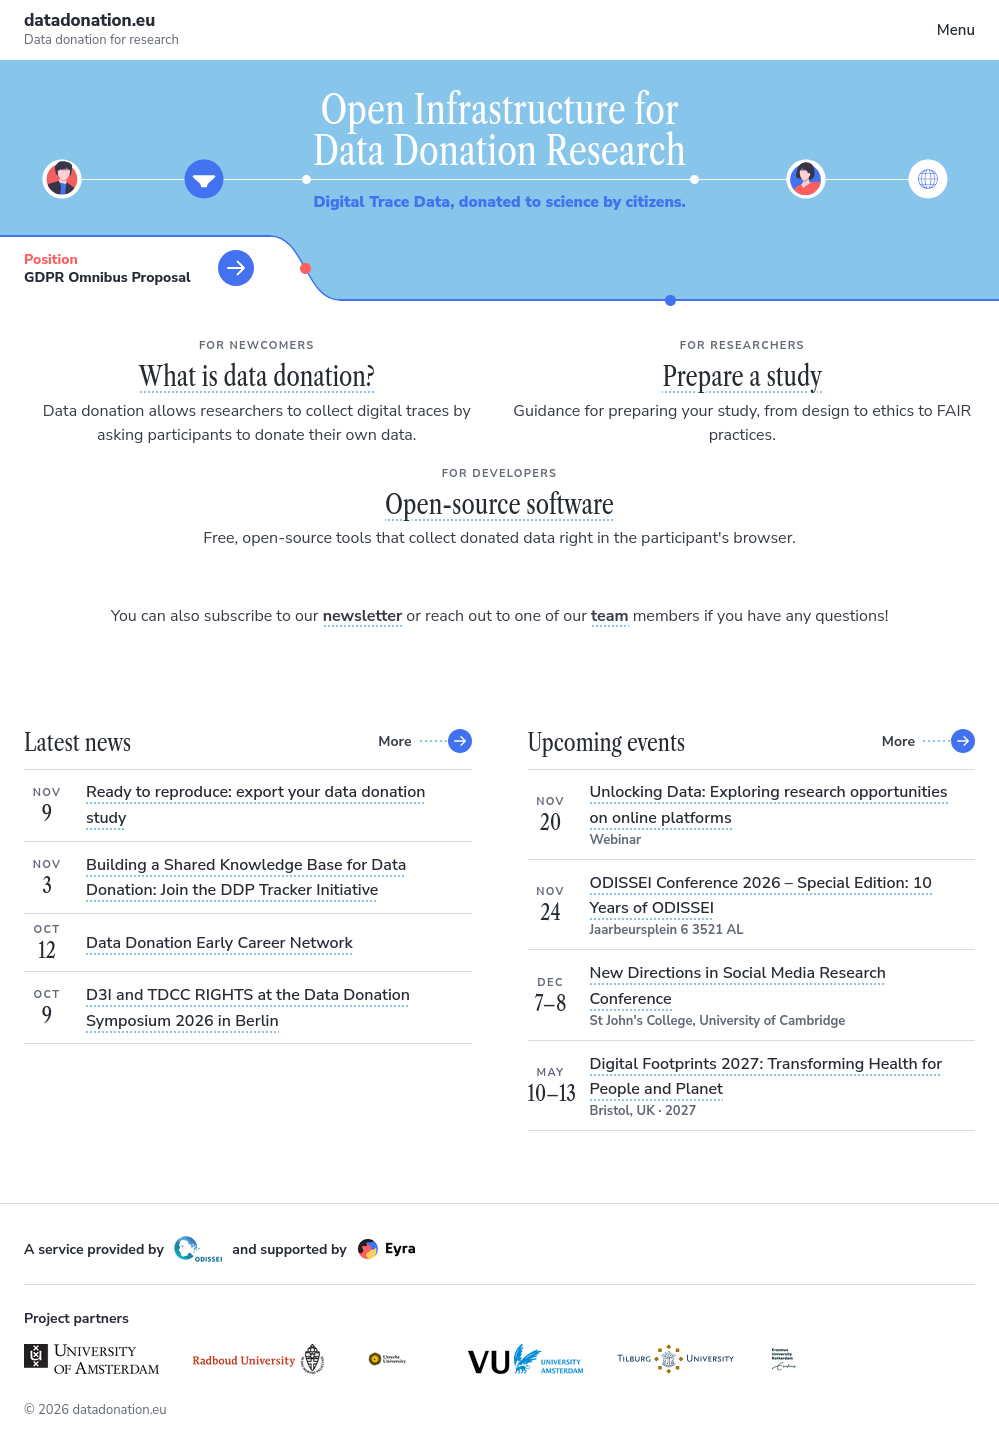 datadonation.eu
Data donation for research
Menu
Open Infrastructure for
Data Donation Research
Digital Trace Data, donated to science by citizens.
Position
GDPR Omnibus Proposal
FOR NEWCOMERS
What is data donation?
Data donation allows researchers to collect digital traces by
asking participants to donate their own data.
FOR RESEARCHERS
Prepare a study
Guidance for preparing your study, from design to ethics to FAIR
practices.
FOR DEVELOPERS
Open-source software
Free, open-source tools that collect donated data right in the participant's browser.
You can also subscribe to our newsletter or reach out to one of our team members if you have any questions!
Latest news
More
NOV
9
Ready to reproduce: export your data donation
study
NOV
3
Building a Shared Knowledge Base for Data
Donation: Join the DDP Tracker Initiative
OCT
12
Data Donation Early Career Network
OCT
9
D3I and TDCC RIGHTS at the Data Donation
Symposium 2026 in Berlin
Upcoming events
More
NOV
20
Unlocking Data: Exploring research opportunities
on online platforms
Webinar
NOV
24
ODISSEI Conference 2026 – Special Edition: 10
Years of ODISSEI
Jaarbeursplein 6 3521 AL
DEC
7–8
New Directions in Social Media Research
Conference
St John's College, University of Cambridge
MAY
10–13
Digital Footprints 2027: Transforming Health for
People and Planet
Bristol, UK · 2027
A service provided by ODISSEI and supported by Eyra
Project partners
UNIVERSITY
OF AMSTERDAM
Radboud University
Utrecht
University
VU UNIVERSITY
AMSTERDAM
TILBURG UNIVERSITY
Erasmus
University
Rotterdam
Erasmus
© 2026 datadonation.eu